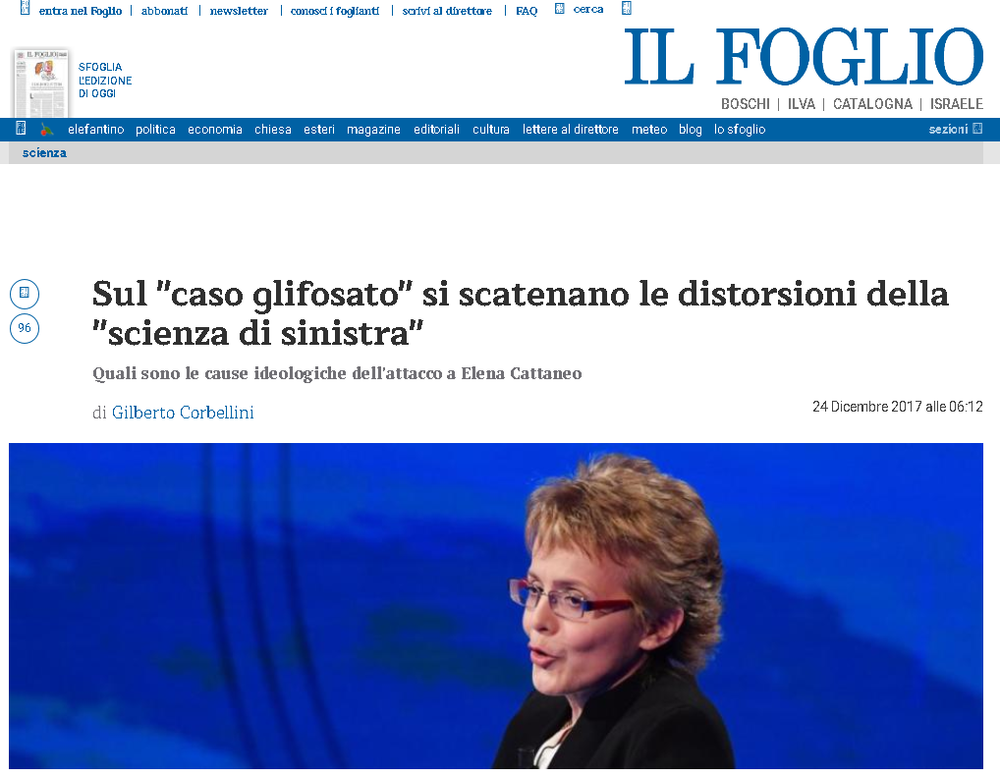 entra nel Foglio | abbonati | newsletter | conosci i foglianti | scrivi al direttore | FAQ cerca
SFOGLIA
L'EDIZIONE
DI OGGI
IL FOGLIO
BOSCHI | ILVA | CATALOGNA | ISRAELE
elefantino politica economia chiesa esteri magazine editoriali cultura lettere al direttore meteo blog lo sfoglio sezioni
scienza
Sul "caso glifosato" si scatenano le distorsioni della
"scienza di sinistra"
96
Quali sono le cause ideologiche dell'attacco a Elena Cattaneo
di Gilberto Corbellini
24 Dicembre 2017 alle 06:12